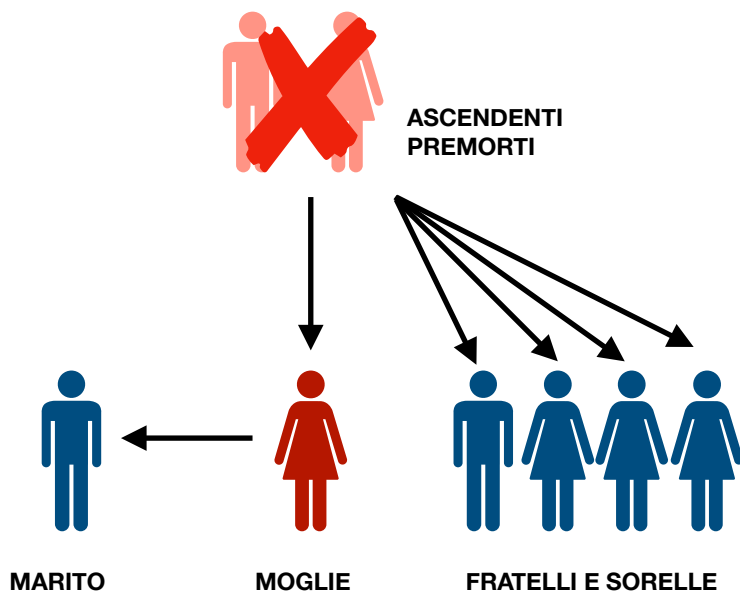 ASCENDENTI
PREMORTI
MARITO
MOGLIE
FRATELLI E SORELLE